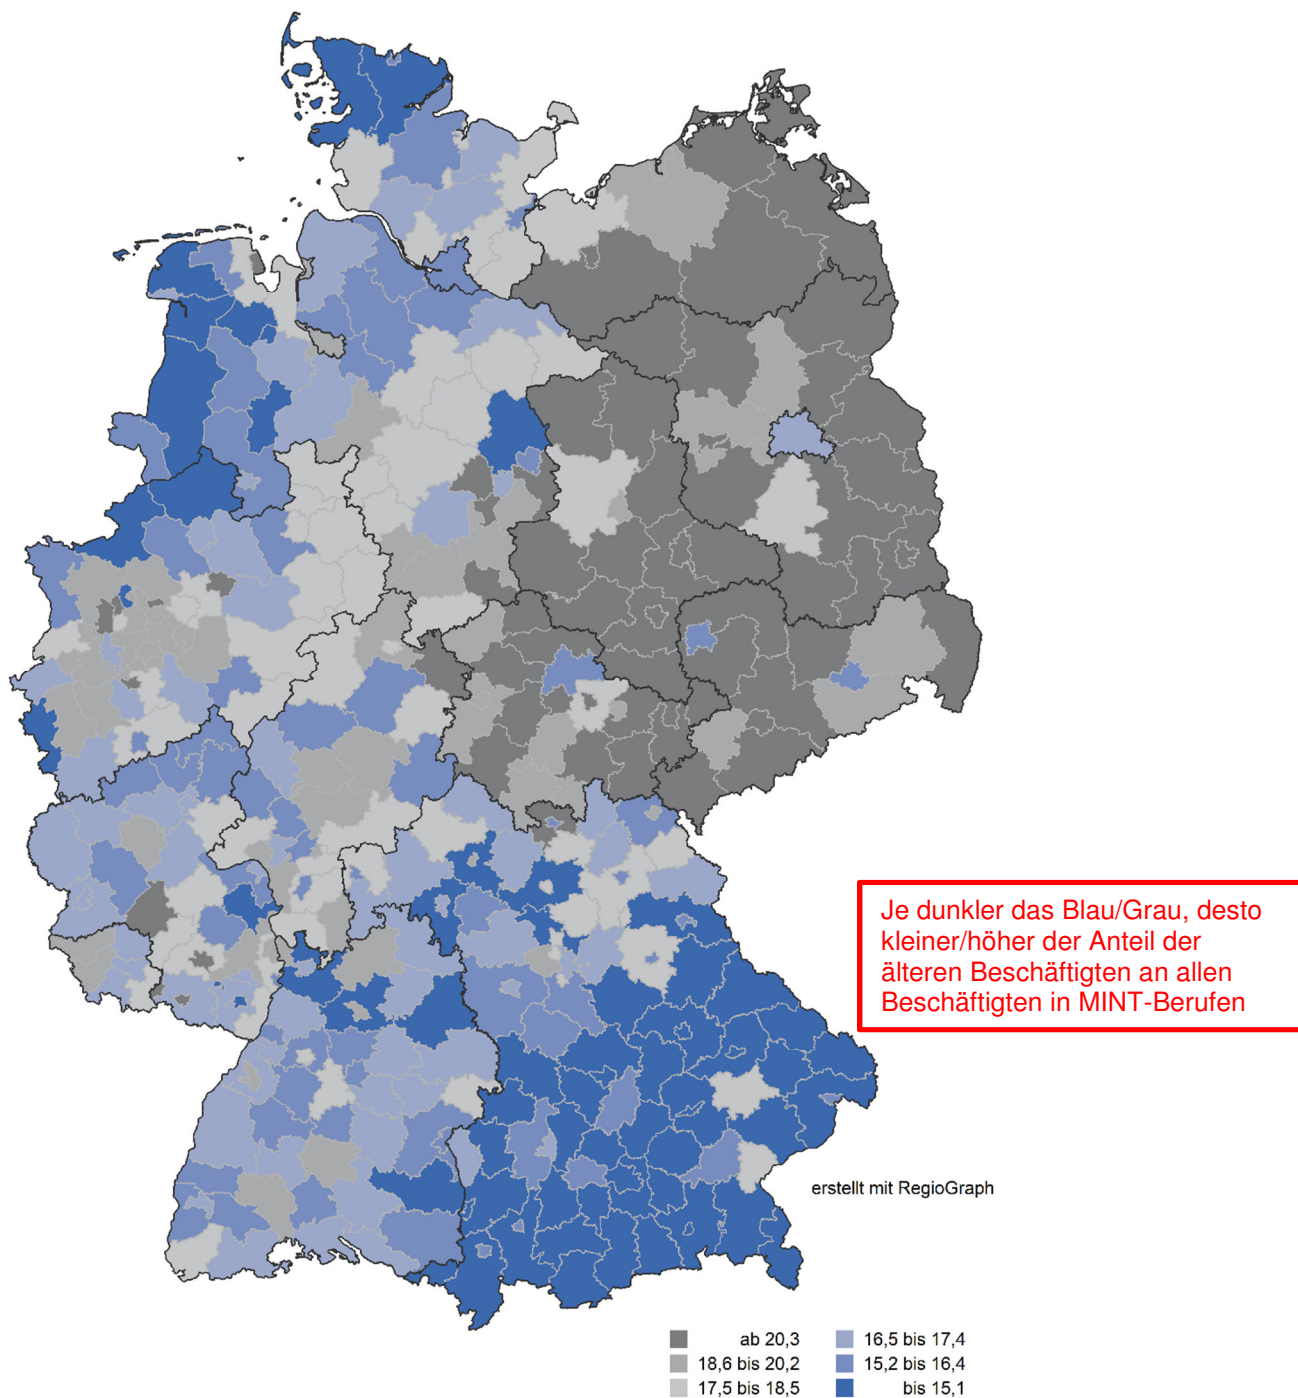 Je dunkler das Blau/Grau, desto
kleiner/höher der Anteil der
älteren Beschäftigten an allen
Beschäftigten in MINT-Berufen
erstellt mit RegioGraph
ab 20,3
18,6 bis 20,2
17,5 bis 18,5
16,5 bis 17,4
15,2 bis 16,4
bis 15,1